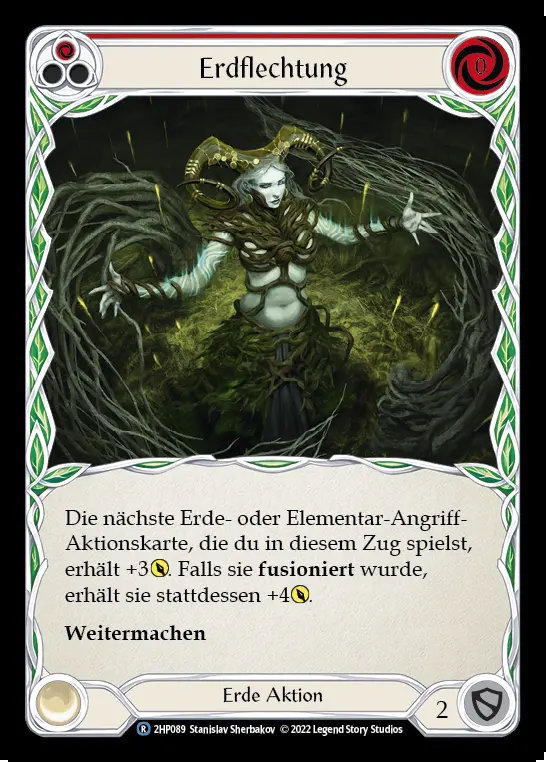 Erdflechtung
0
Die nächste Erde- oder Elementar-Angriff-
Aktionskarte, die du in diesem Zug spielst,
erhält +3. Falls sie fusioniert wurde,
erhält sie stattdessen +4.
Weitermachen
Erde Aktion
2
R 2HP089 Stanislav Sherbakov © 2022 Legend Story Studios